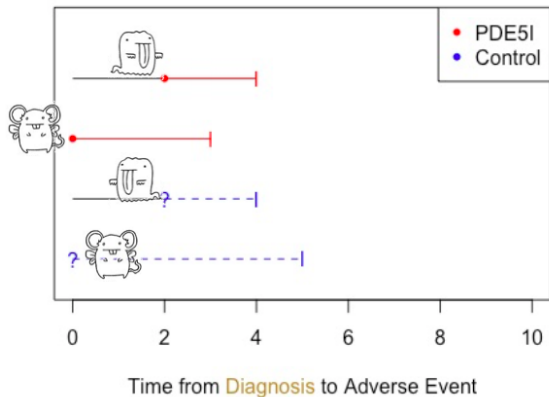 PDE5I
Control
?
?
0 2 4 6 8 10
Time from Diagnosis to Adverse Event